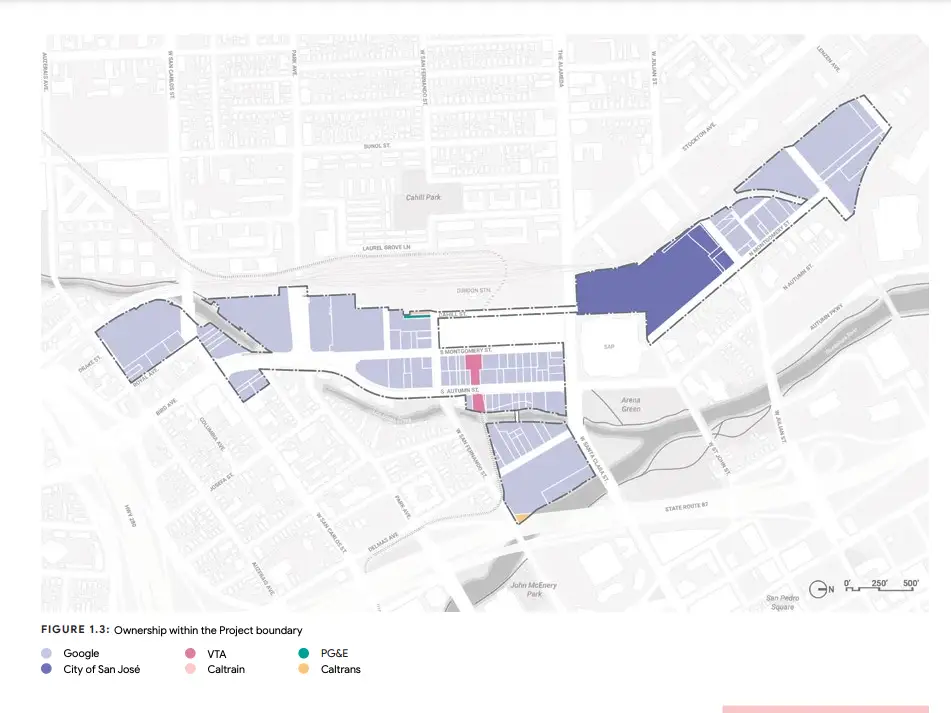 AUZERAIS AVE.
W SAN CARLOS ST.
PARK AVE.
W SAN FERNANDO ST.
THE ALAMEDA
W JULIAN ST.
LENZEN AVE.
STOCKTON AVE.
SUNOL ST.
Cahill Park
LAUREL GROVE LN
DIRIDON STN.
CAHILL ST.
N MONTGOMERY ST.
N AUTUMN ST.
AUTUMN PKWY
SAP
S MONTGOMERY ST.
S AUTUMN ST.
DRAKE ST.
ROYAL AVE.
BIRD AVE.
COLUMBIA AVE.
JOSEFA ST.
Arena
Green
W SAN FERNANDO ST.
W SANTA CLARA ST.
N ST JOHN ST.
W JULIAN ST.
HWY 280
PARK AVE.
W SAN CARLOS ST.
DELMAS AVE.
AUZERAIS AVE.
STATE ROUTE 87
John McEnery
Park
San Pedro
Square
N
0' 250' 500'
FIGURE 1.3: Ownership within the Project boundary
Google
VTA
PG&E
City of San José
Caltrain
Caltrans